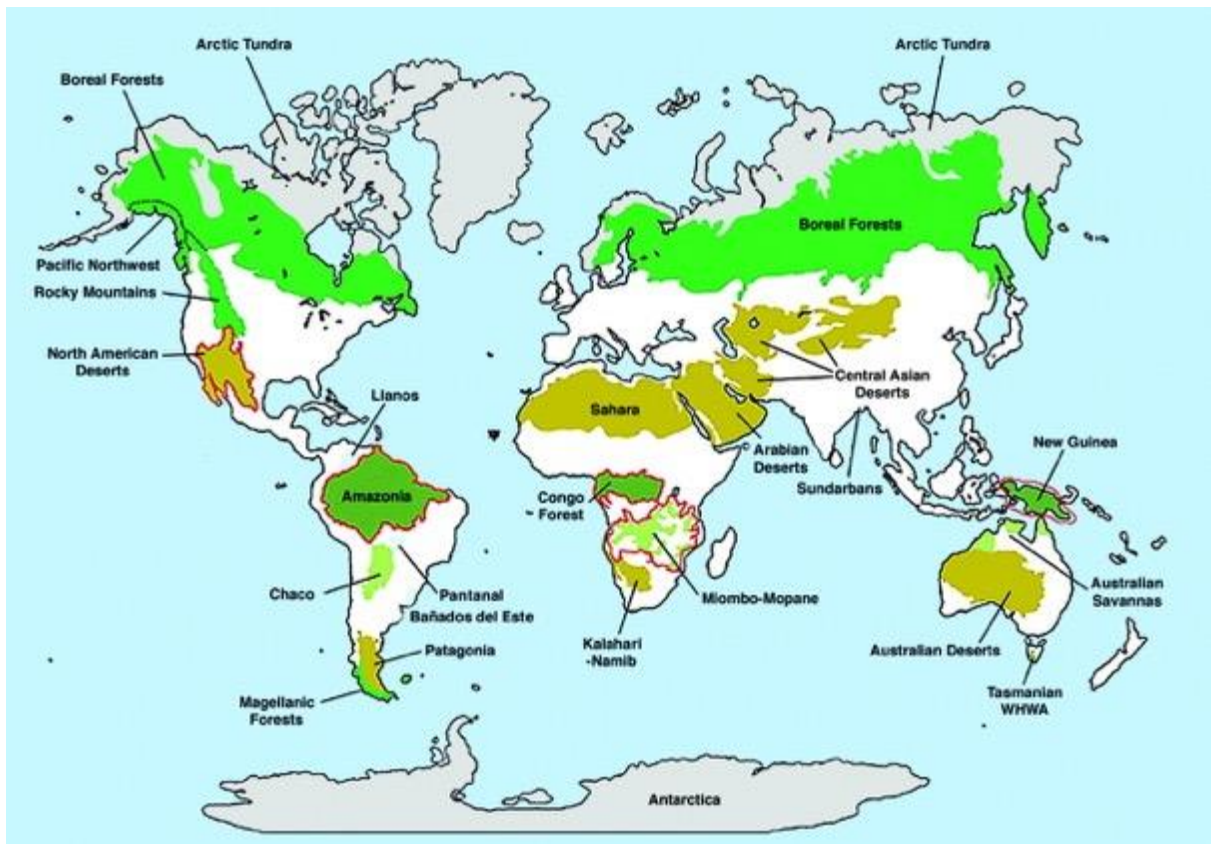 Arctic Tundra
Arctic Tundra
Boreal Forests
Boreal Forests
Pacific Northwest
Rocky Mountains
North American
Deserts
Central Asian
Deserts
Llanos
Sahara
New Guinea
Arabian
Deserts
Sundarbans
Amazonia
Congo
Forest
Chaco
Pantanal
Bañados del Este
Miombo-Mopane
Australian
Savannas
Kalahari
-Namib
Patagonia
Australian Deserts
Magellanic
Forests
Tasmanian
WHWA
Antarctica